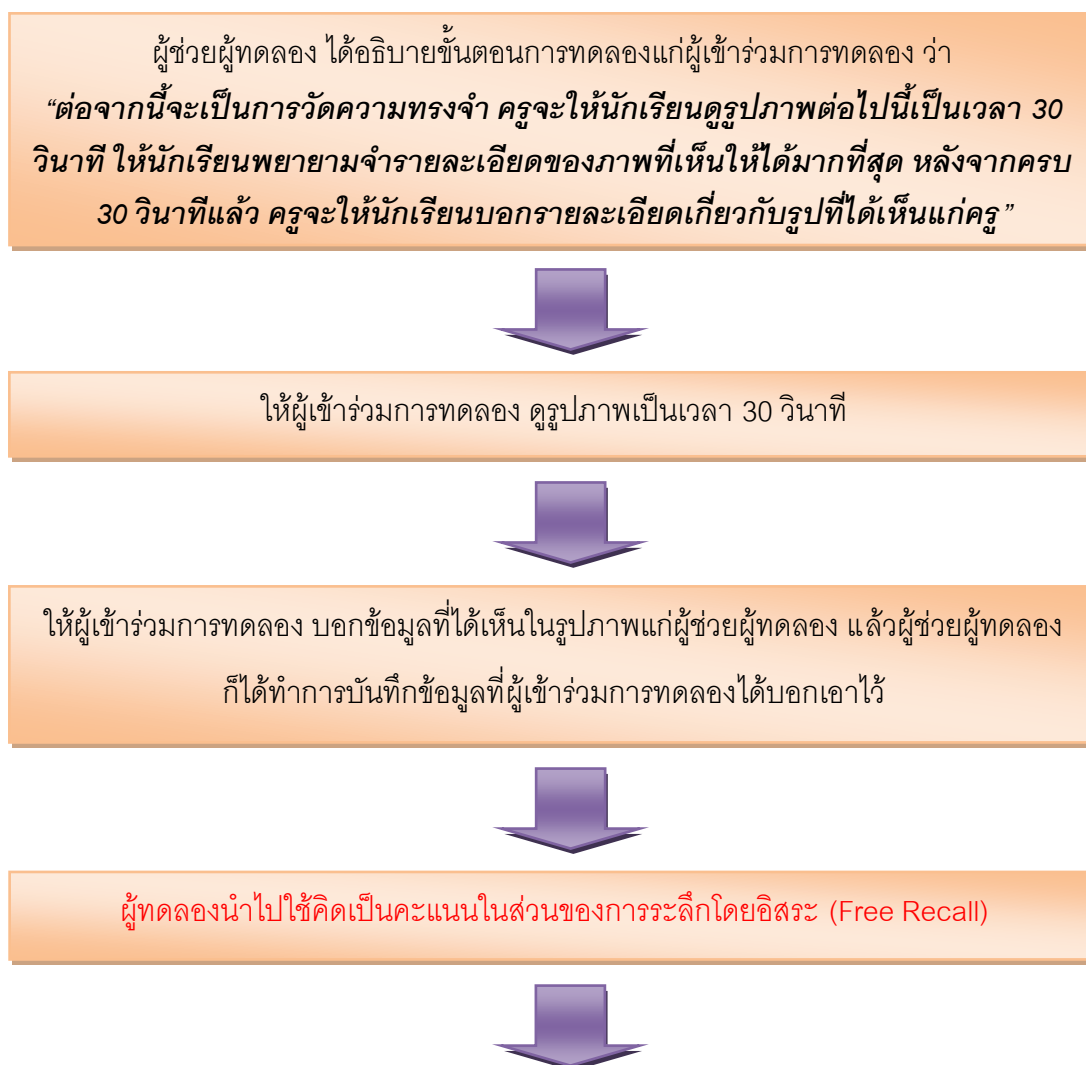 ผู้ช่วยผู้ทดลอง ได้อธิบายขั้นตอนการทดลองแก่ผู้เข้าร่วมการทดลอง ว่า
“ต่อจากนี้จะเป็นการวัดความทรงจำ ครูจะให้นักเรียนดูรูปภาพต่อไปนี้เป็นเวลา 30
วินาที ให้นักเรียนพยายามจำรายละเอียดของภาพที่เห็นให้ได้มากที่สุด หลังจากครบ
30 วินาทีแล้ว ครูจะให้นักเรียนบอกรายละเอียดเกี่ยวกับรูปที่ได้เห็นแก่ครู”
ให้ผู้เข้าร่วมการทดลอง ดูรูปภาพเป็นเวลา 30 วินาที
ให้ผู้เข้าร่วมการทดลอง บอกข้อมูลที่ได้เห็นในรูปภาพแก่ผู้ช่วยผู้ทดลอง แล้วผู้ช่วยผู้ทดลอง
ก็ได้ทำการบันทึกข้อมูลที่ผู้เข้าร่วมการทดลองได้บอกเอาไว้
ผู้ทดลองนำไปใช้คิดเป็นคะแนนในส่วนของการระลึกโดยอิสระ (Free Recall)